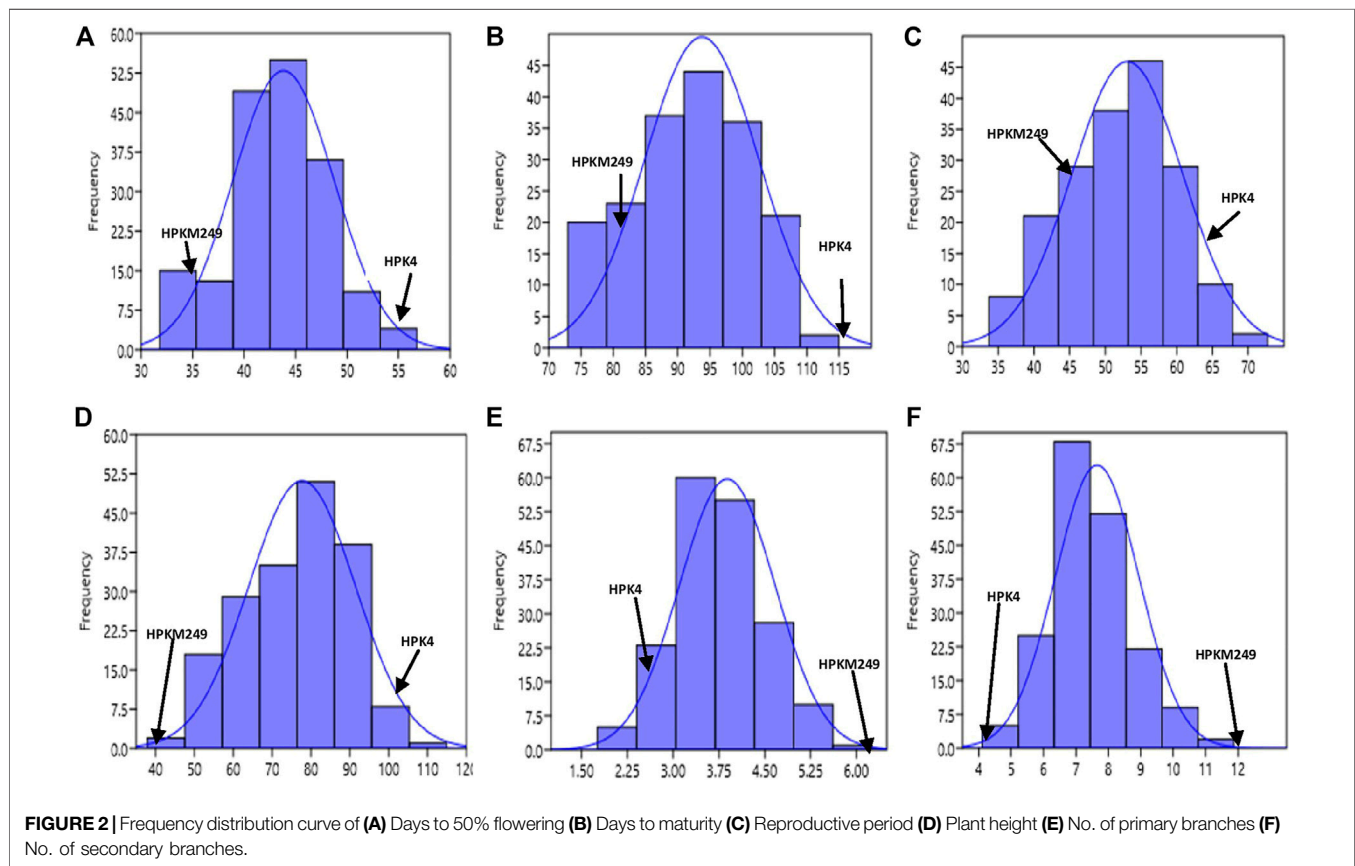 A
60.0
52.5
45.0
37.5
30.0
22.5
15.0
7.5
0.0
Frequency
HPKM249
HPK4
30 35 40 45 50 55 60
B
45
40
35
30
25
20
15
10
5
0
Frequency
HPKM249
HPK4
70 75 80 85 90 95 100 105 110 115
C
45
40
35
30
25
20
15
10
5
0
Frequency
HPKM249
HPK4
30 35 40 45 50 55 60 65 70
D
60.0
52.5
45.0
37.5
30.0
22.5
15.0
7.5
0.0
Frequency
HPKM249
HPK4
40 50 60 70 80 90 100 110 120
E
67.5
60.0
52.5
45.0
37.5
30.0
22.5
15.0
7.5
0.0
Frequency
HPK4
HPKM249
1.50 2.25 3.00 3.75 4.50 5.25 6.00
F
67.5
60.0
52.5
45.0
37.5
30.0
22.5
15.0
7.5
0.0
Frequency
HPK4
HPKM249
4 5 6 7 8 9 10 11 12
FIGURE 2 | Frequency distribution curve of (A) Days to 50% flowering (B) Days to maturity (C) Reproductive period (D) Plant height (E) No. of primary branches (F)
No. of secondary branches.